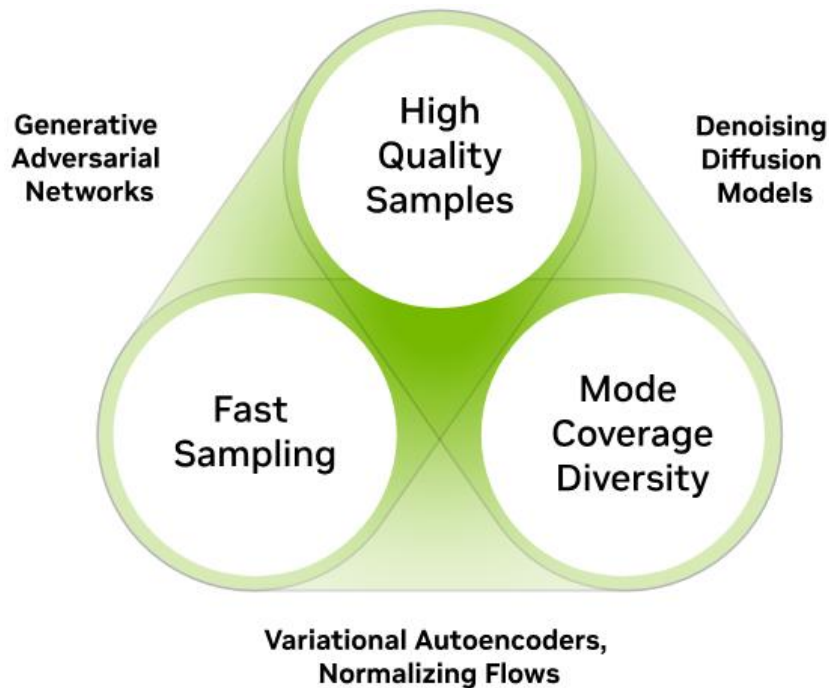 High
Quality
Samples
Generative
Adversarial
Networks
Denoising
Diffusion
Models
Fast
Sampling
Mode
Coverage
Diversity
Variational Autoencoders,
Normalizing Flows